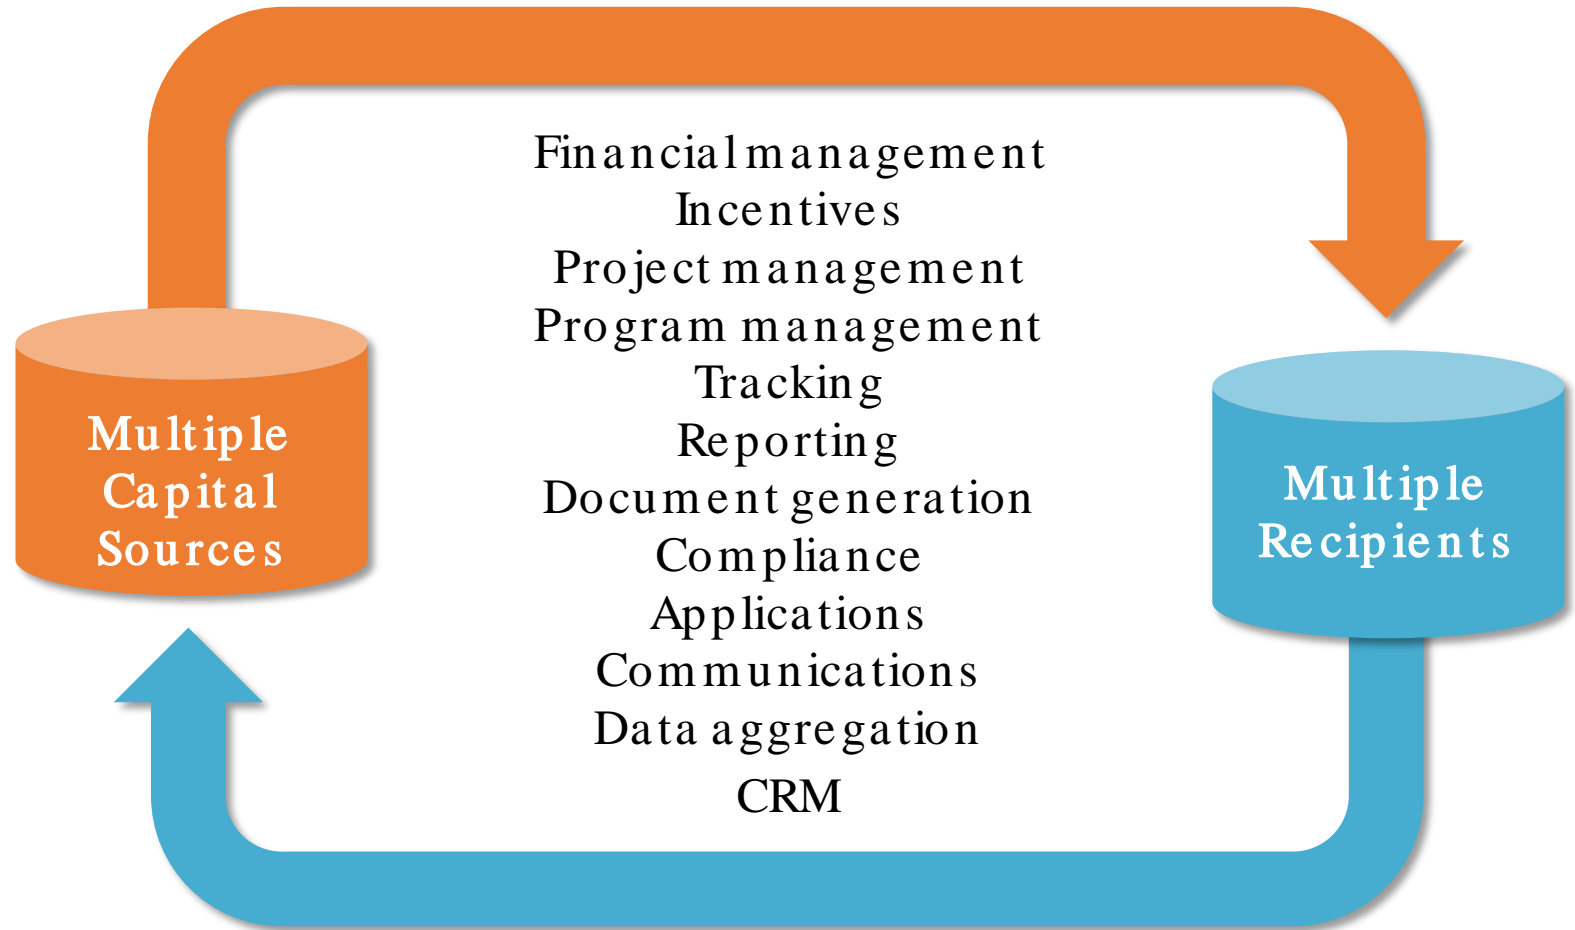 Financial management
Incentives
Project management
Program management
Tracking
Reporting
Document generation
Compliance
Applications
Communications
Data aggregation
CRM
Multiple
Capital
Sources
Multiple
Recipients